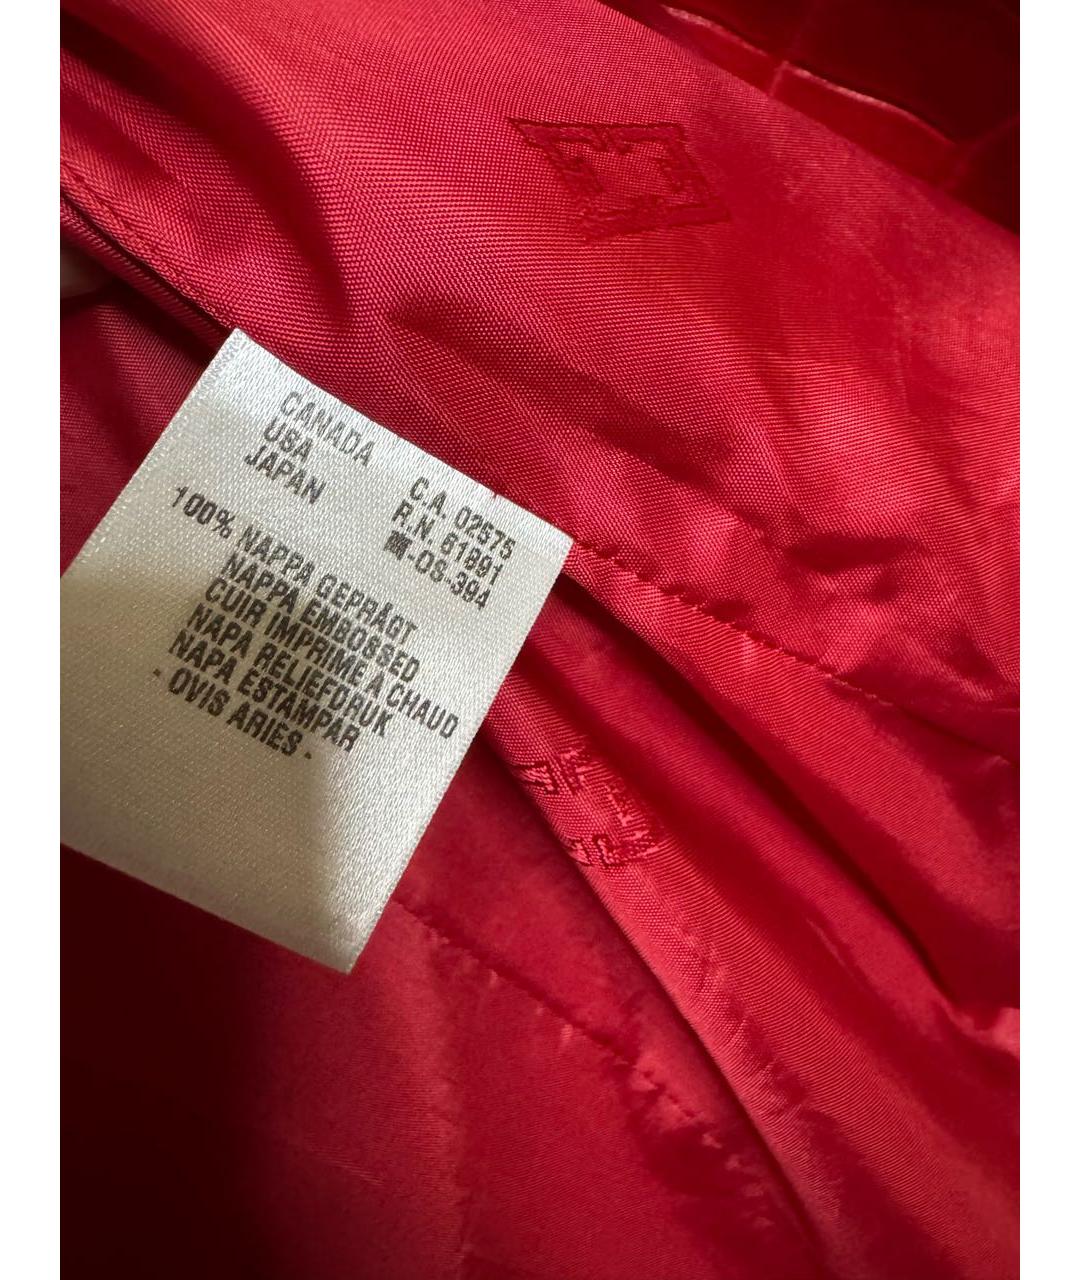 CANADA
USA C.A. 02575
JAPAN R.N. 61891
-OS-394
100% NAPPA GEPRÄGT
NAPPA EMBOSSED
CUIR IMPRIME A CHAUD
NAPA RELIEFDRUK
NAPA ESTAMPAR
- OVIS ARIES -